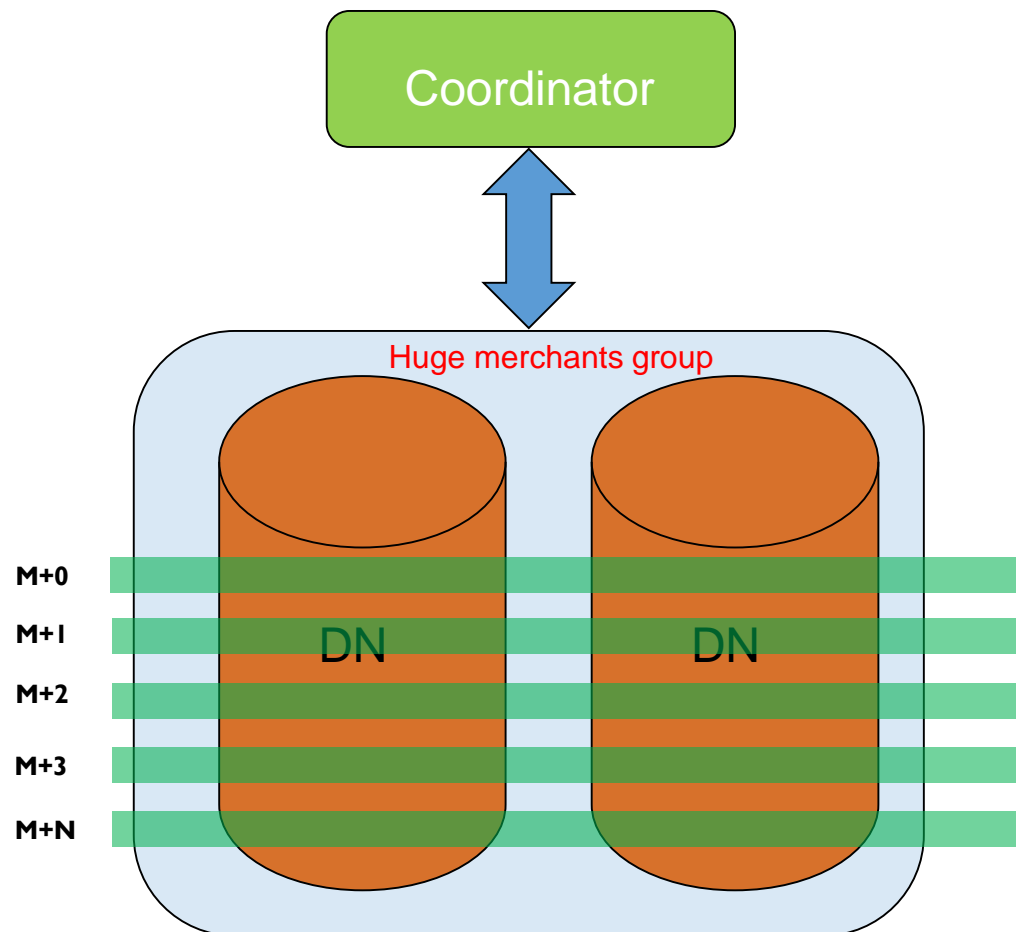 Coordinator
Huge merchants group
M+0
M+1
DN DN
M+2
M+3
M+N